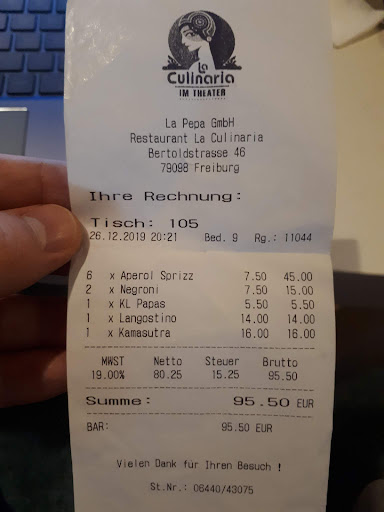 La
Culinaria
IM THEATER
La Pepa GmbH
Restaurant La Culinaria
Bertoldstrasse 46
79098 Freiburg
Ihre Rechnung:
Tisch: 105
26.12.2019 20:21 Bed. 9 Rg.: 11044
6 x Aperol Sprizz 7.50 45.00
2 x Negroni 7.50 15.00
1 x KL Papas 5.50 5.50
1 x Langostino 14.00 14.00
1 x Kamasutra 16.00 16.00
MWST Netto Steuer Brutto
19.00% 80.25 15.25 95.50
Summe: 95.50 EUR
BAR: 95.50 EUR
Vielen Dank für Ihren Besuch !
St.Nr.: 06440/43075